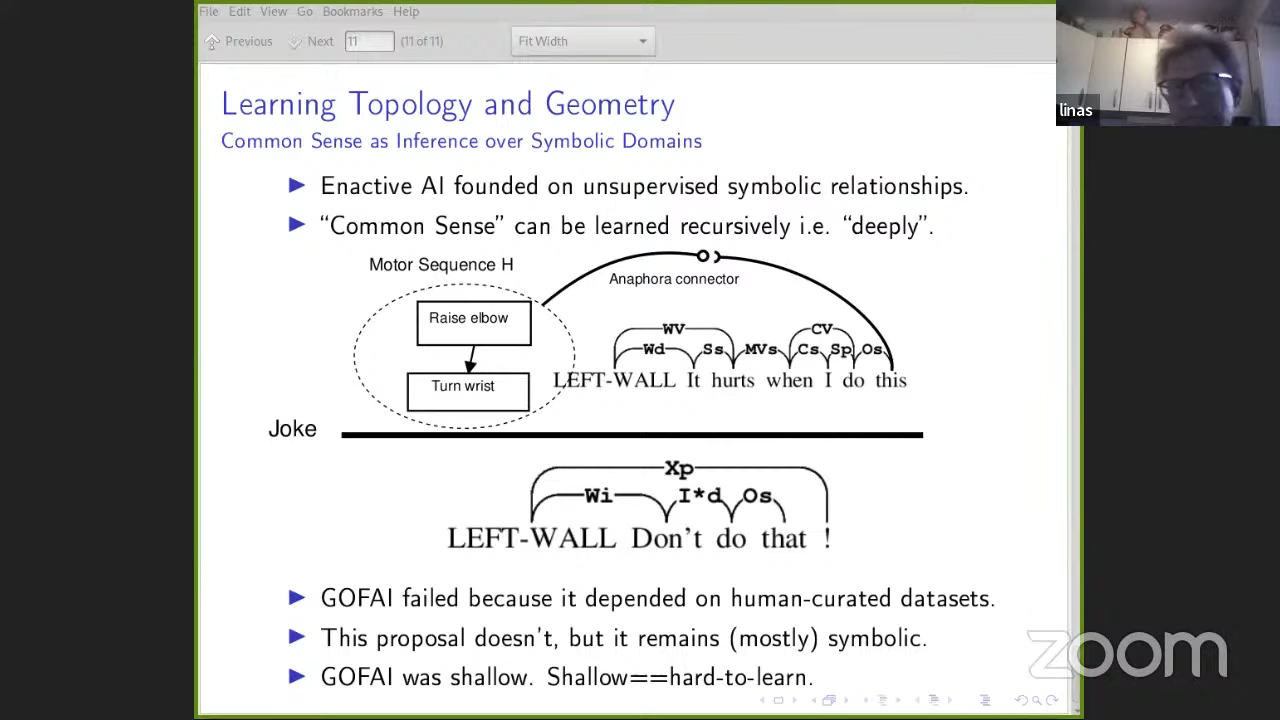 File Edit View Go Bookmarks Help
Previous Next 11 (11 of 11) Fit Width
linas
Learning Topology and Geometry
Common Sense as Inference over Symbolic Domains
Enactive AI founded on unsupervised symbolic relationships.
“Common Sense” can be learned recursively i.e. “deeply”.
Motor Sequence H
Anaphora connector
Raise elbow
WV CV
Wd Ss MVs Cs Sp Os
Turn wrist
LEFT-WALL It hurts when I do this
Joke
Xp
Wi I*d Os
LEFT-WALL Don't do that !
GOFAI failed because it depended on human-curated datasets.
This proposal doesn't, but it remains (mostly) symbolic.
GOFAI was shallow. Shallow==hard-to-learn.
zoom